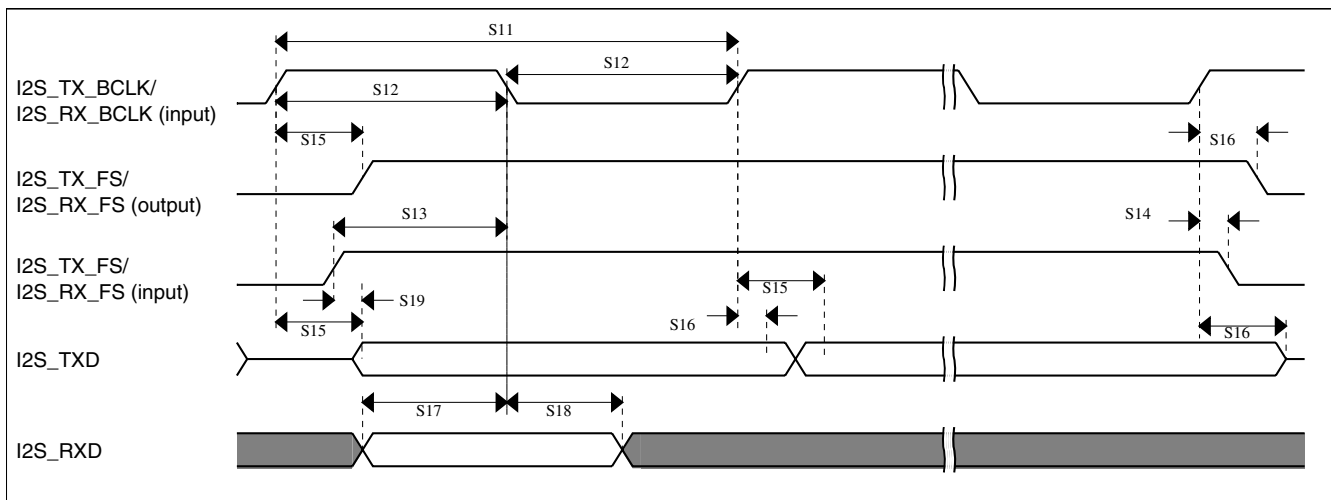 S11
I2S_TX_BCLK/
I2S_RX_BCLK (input)
S12
S12
S15
S16
I2S_TX_FS/
I2S_RX_FS (output)
S13
S14
I2S_TX_FS/
I2S_RX_FS (input)
S15
S19
S15
S16
S16
I2S_TXD
S17
S18
I2S_RXD